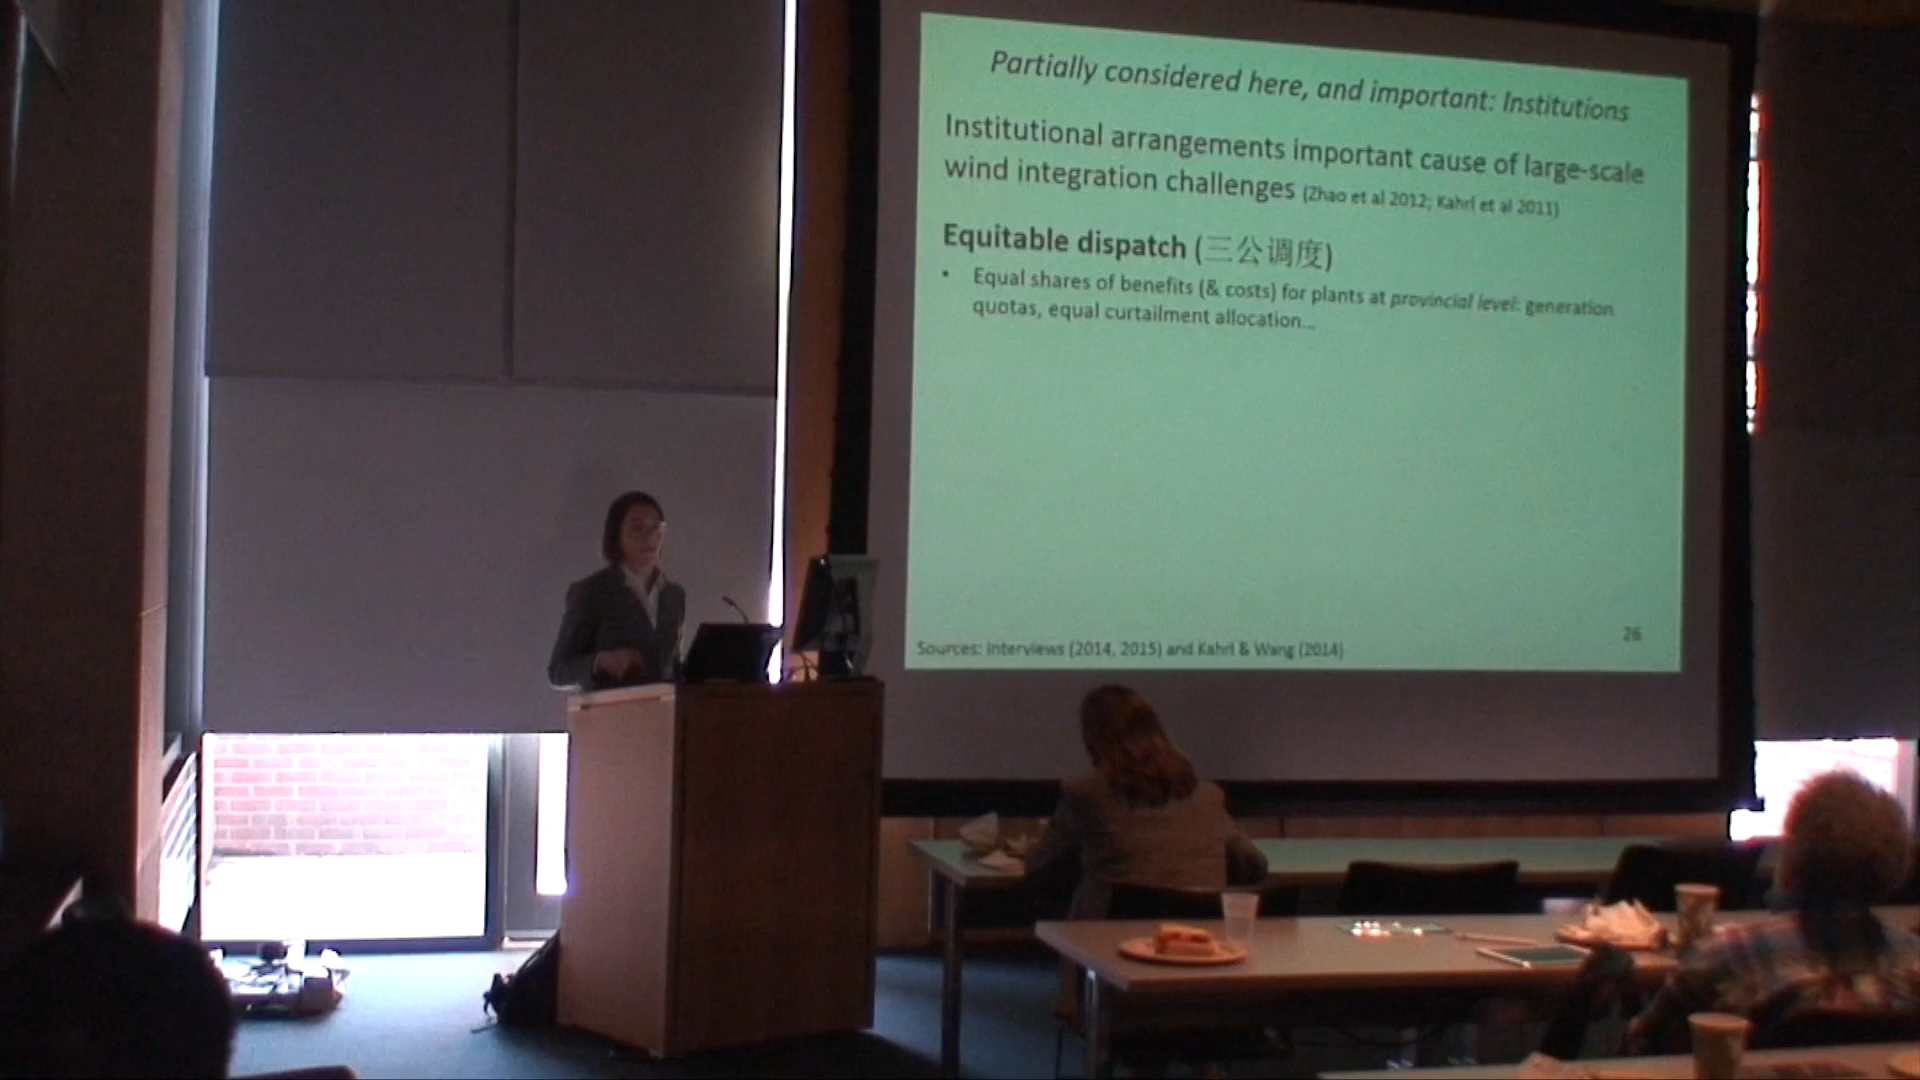 Partially considered here, and important: Institutions
Institutional arrangements important cause of large-scale
wind integration challenges (Zhao et al 2012; Kahrl et al 2011)
Equitable dispatch (三公调度)
• Equal shares of benefits (& costs) for plants at provincial level: generation
quotas, equal curtailment allocation...
26
Sources: Interviews (2014, 2015) and Kahrl & Wang (2014)